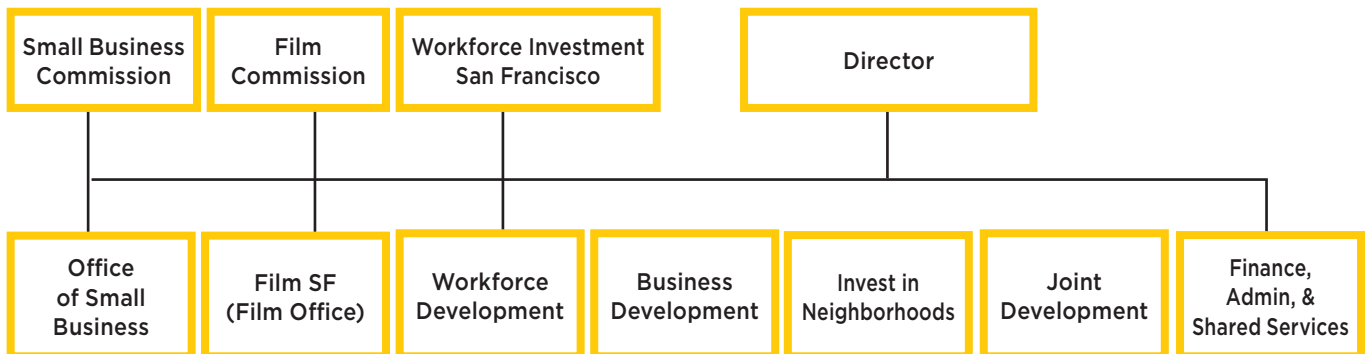 Small Business
Commission
Film
Commission
Workforce Investment
San Francisco
Director
Office
of Small
Business
Film SF
(Film Office)
Workforce
Development
Business
Development
Invest in
Neighborhoods
Joint
Development
Finance,
Admin, &
Shared Services